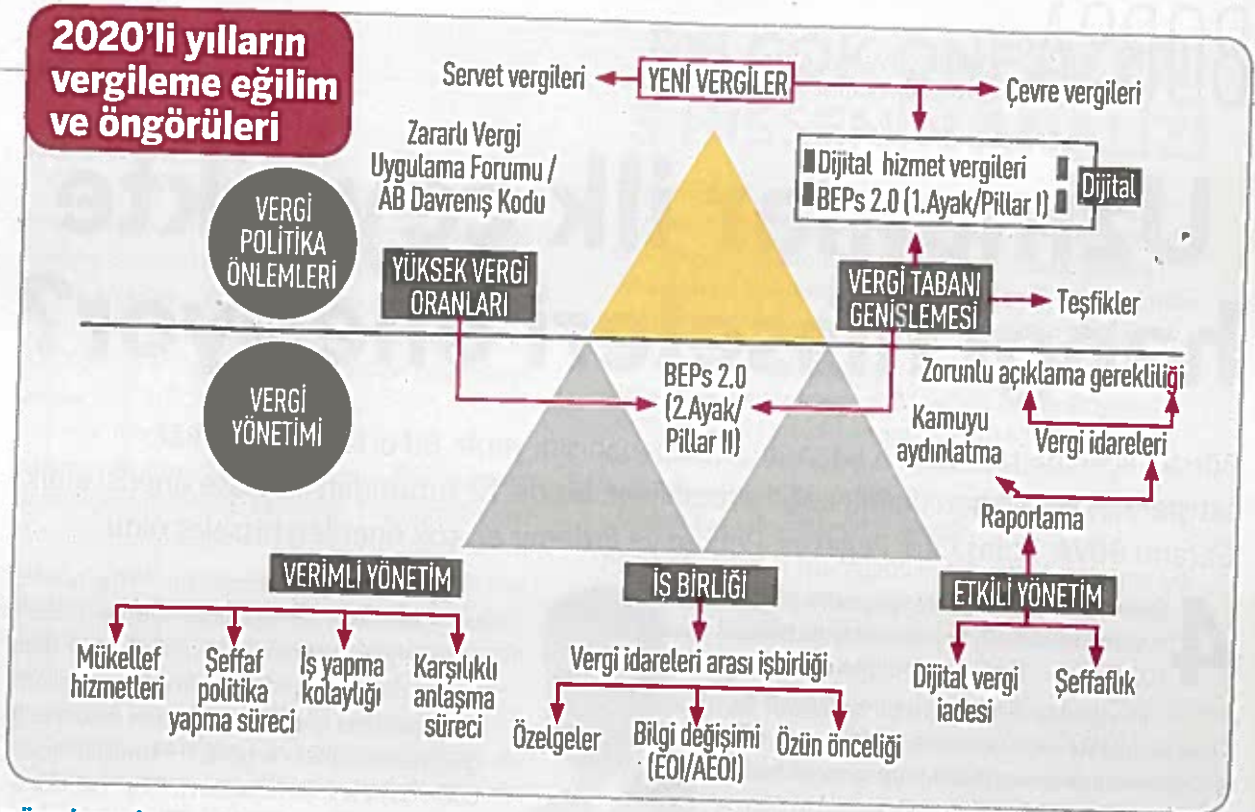 2020'li yılların
vergileme eğilim
ve öngörüleri
Servet vergileri
YENİ VERGİLER
Çevre vergileri
Zararlı Vergi
Uygulama Forumu /
AB Davreniş Kodu
Dijital hizmet vergileri
BEPs 2.0 (1.Ayak/Pillar I)
Dijital
VERGİ
POLİTİKA
ÖNLEMLERİ
YÜKSEK VERGİ
ORANLARI
VERGİ TABANI
GENİŞLEMESİ
Teşfikler
VERGİ
YÖNETİMİ
BEPs 2.0
(2.Ayak/
Pillar II)
Zorunlu açıklama gerekliliği
Kamuyu
aydınlatma
Vergi idareleri
Raporlama
VERİMLİ YÖNETİM
İŞ BİRLİĞİ
ETKİLİ YÖNETİM
Mükellef
hizmetleri
Şeffaf
politika
yapma süreci
İş yapma
kolaylığı
Karşılıklı
anlaşma
süreci
Vergi idareleri arası işbirliği
Özelgeler
Bilgi değişimi
(EOI/AEOI)
Özün önceliği
Dijital vergi
iadesi
Şeffaflık